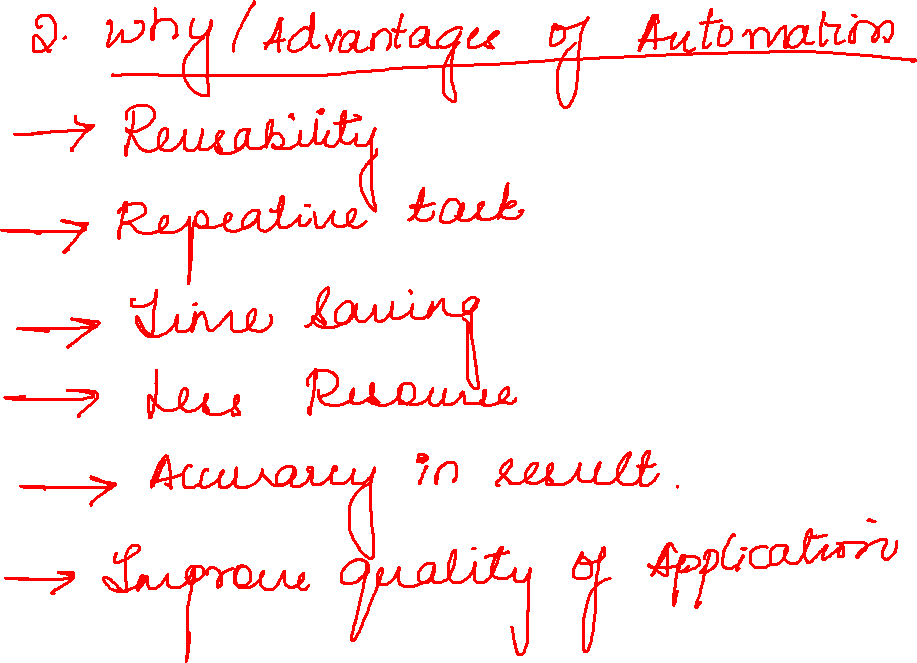 2. Why / Advantages of Automation
→ Reusability
→ Repeative task
→ Time Saving
→ Less Resource
→ Accuracy in result.
→ Improve quality of Application